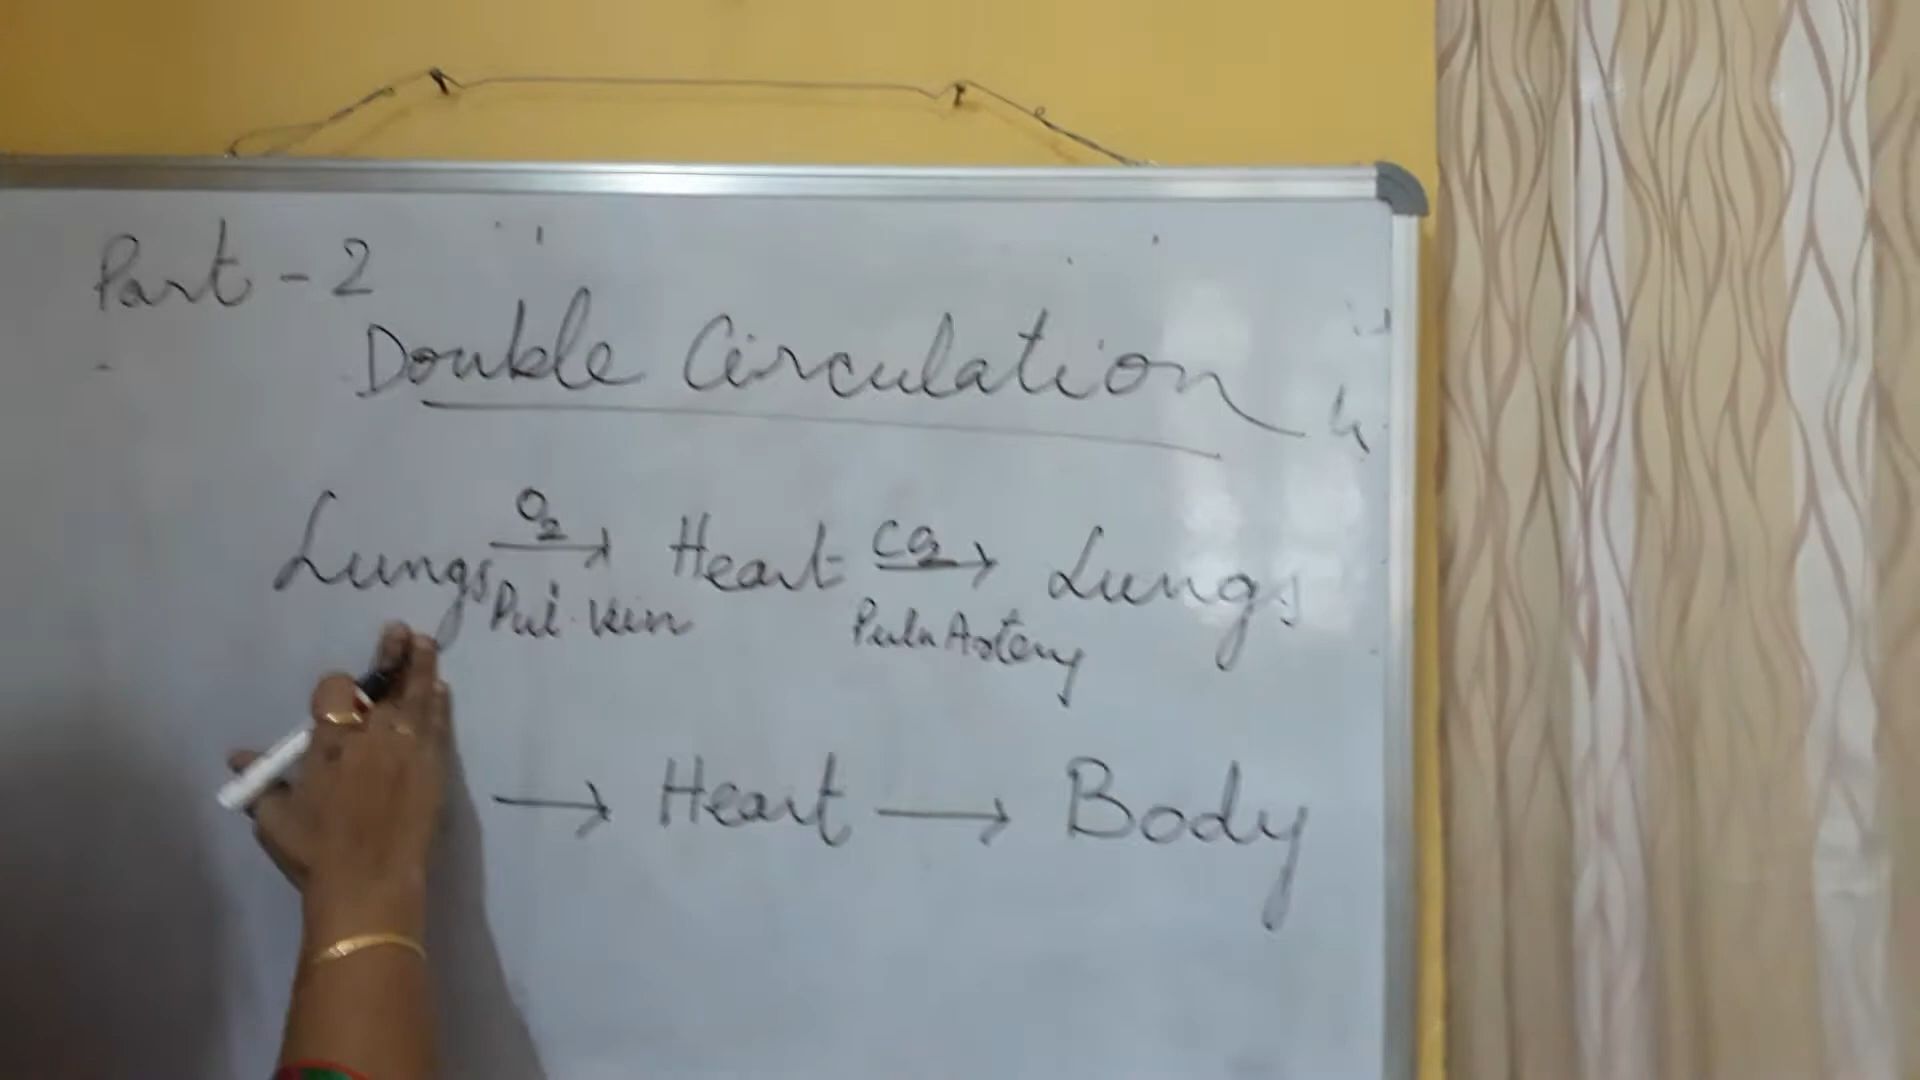 Part - 2
Double Circulation
Lungs O2 → Heart CO2 → Lungs
Pul. Vein Pulm Artery
→ Heart → Body